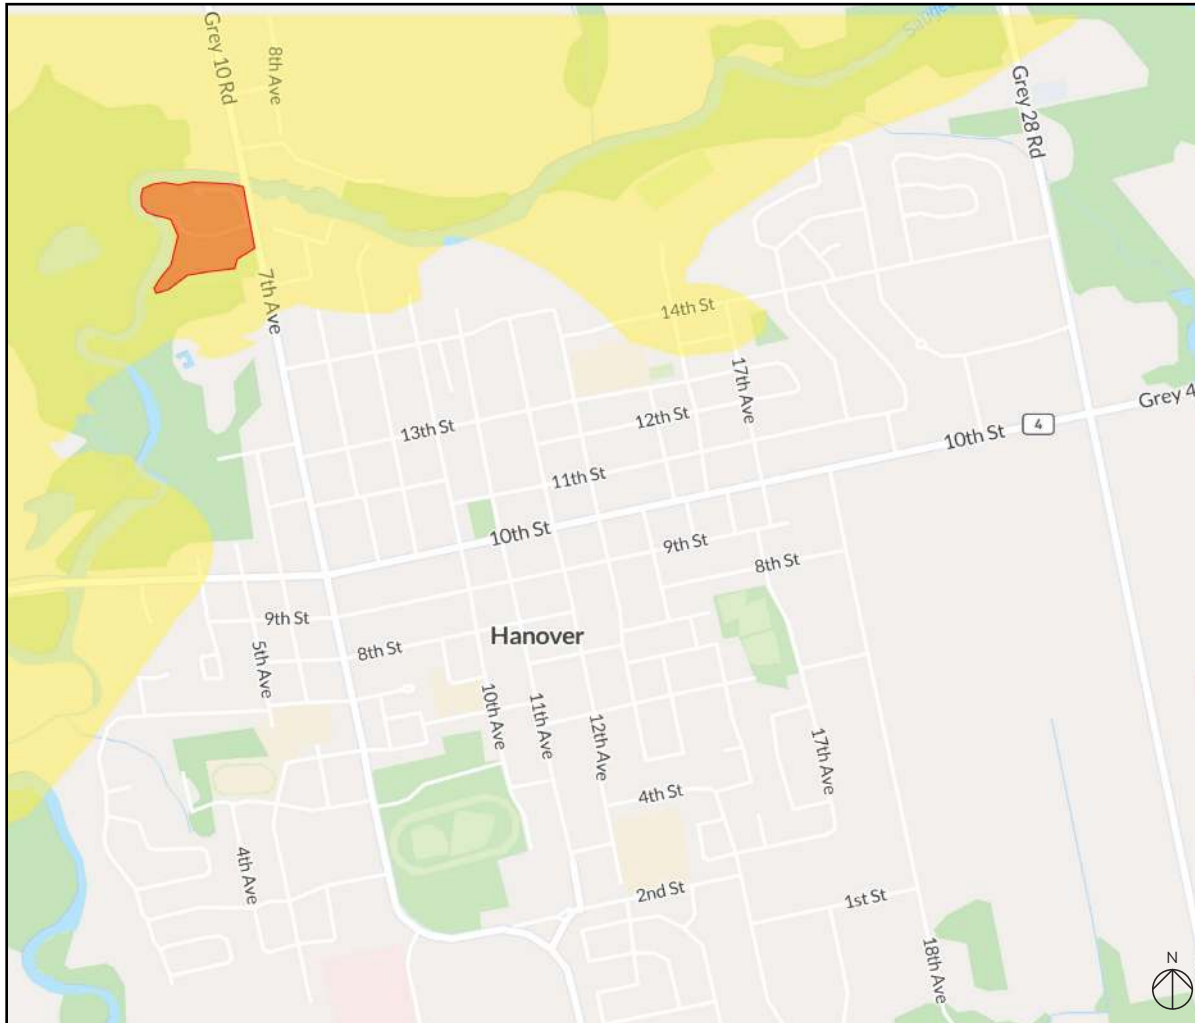 Grey 10 Rd
8th Ave
Grey 28 Rd
7th Ave
14th St
17th Ave
Grey 4
13th St
12th St
10th St
4
11th St
10th St
9th St
8th St
9th St
Hanover
8th St
5th Ave
10th Ave
11th Ave
12th Ave
17th Ave
4th St
4th Ave
2nd St
1st St
18th Ave
N